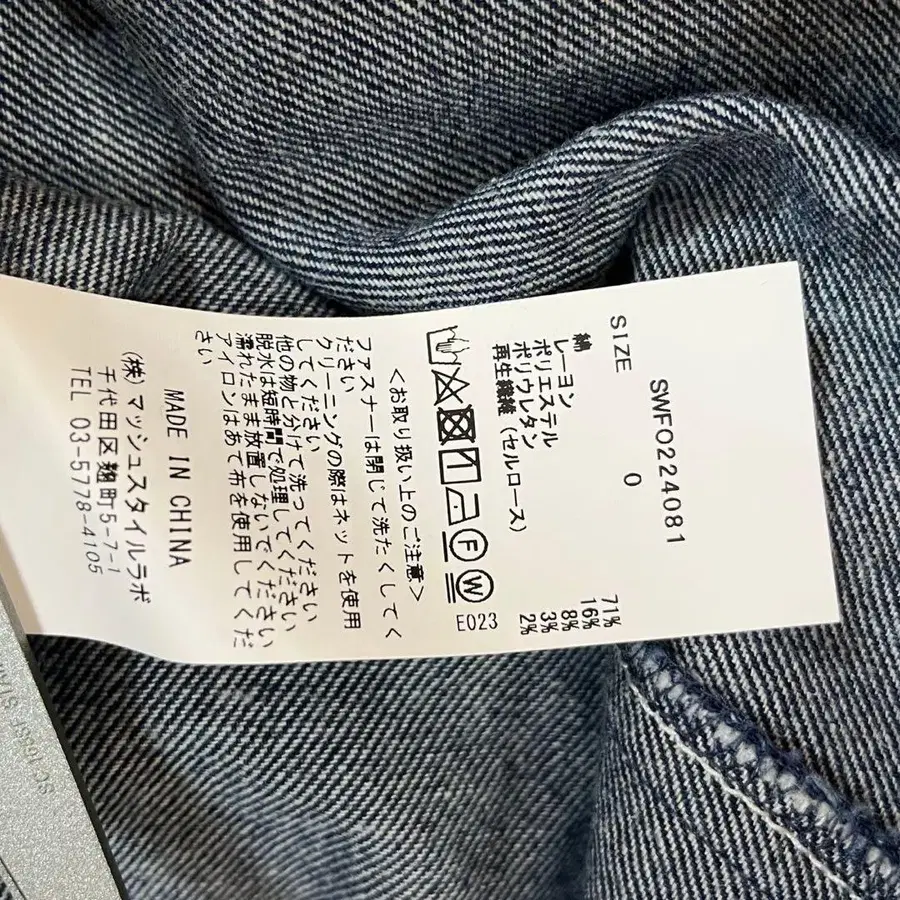 SWFO224081
SIZE 0
綿 71%
レーヨン 16%
ポリエステル 8%
ポリウレタン 3%
再生繊維(セルロース) 2%
F
W
E023
<お取り扱い上のご注意>
ファスナーは閉じて洗たくしてく
ださい
クリーニングの際はネットを使用
してください
他の物と分けて洗ってください
脱水は短時間で処理してください
濡れたまま放置しないでください
アイロンはあて布を使用してくだ
さい
MADE IN CHINA
(株)マッシュスタイルラボ
千代田区麹町5-7-1
TEL 03-5778-4105